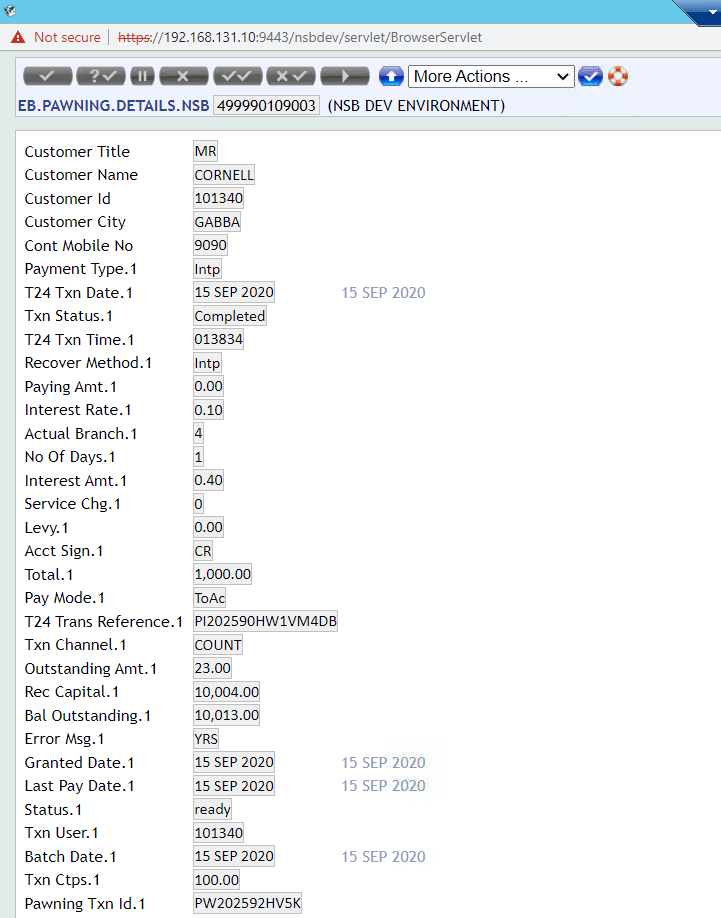 Not secure | https://192.168.131.10:9443/nsbdev/servlet/BrowserServlet
More Actions ...
EB.PAWNING.DETAILS.NSB 499990109003 (NSB DEV ENVIRONMENT)
Customer Title MR
Customer Name CORNELL
Customer Id 101340
Customer City GABBA
Cont Mobile No 9090
Payment Type.1 Intp
T24 Txn Date.1 15 SEP 2020 15 SEP 2020
Txn Status.1 Completed
T24 Txn Time.1 013834
Recover Method.1 Intp
Paying Amt.1 0.00
Interest Rate.1 0.10
Actual Branch.1 4
No Of Days.1 1
Interest Amt.1 0.40
Service Chg.1 0
Levy.1 0.00
Acct Sign.1 CR
Total.1 1,000.00
Pay Mode.1 ToAc
T24 Trans Reference.1 PI202590HW1VM4DB
Txn Channel.1 COUNT
Outstanding Amt.1 23.00
Rec Capital.1 10,004.00
Bal Outstanding.1 10,013.00
Error Msg.1 YRS
Granted Date.1 15 SEP 2020 15 SEP 2020
Last Pay Date.1 15 SEP 2020 15 SEP 2020
Status.1 ready
Txn User.1 101340
Batch Date.1 15 SEP 2020 15 SEP 2020
Txn Ctps.1 100.00
Pawning Txn Id.1 PW202592HV5K